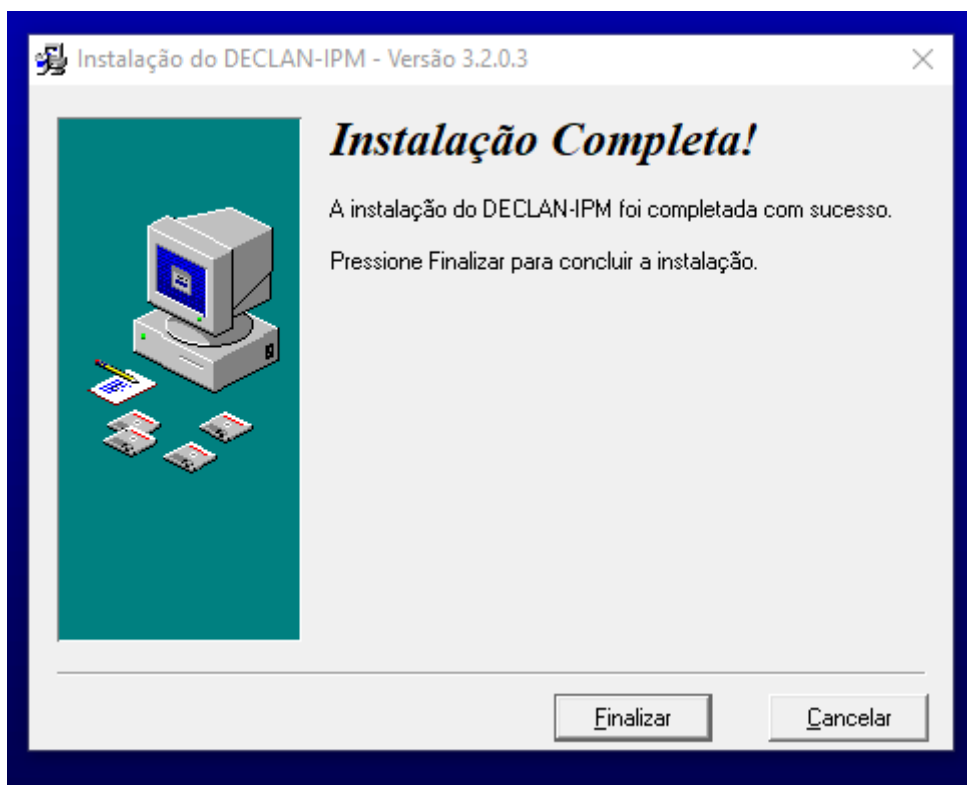 Instalação do DECLAN-IPM - Versão 3.2.0.3
Instalação Completa!
A instalação do DECLAN-IPM foi completada com sucesso.
Pressione Finalizar para concluir a instalação.
Finalizar
Cancelar